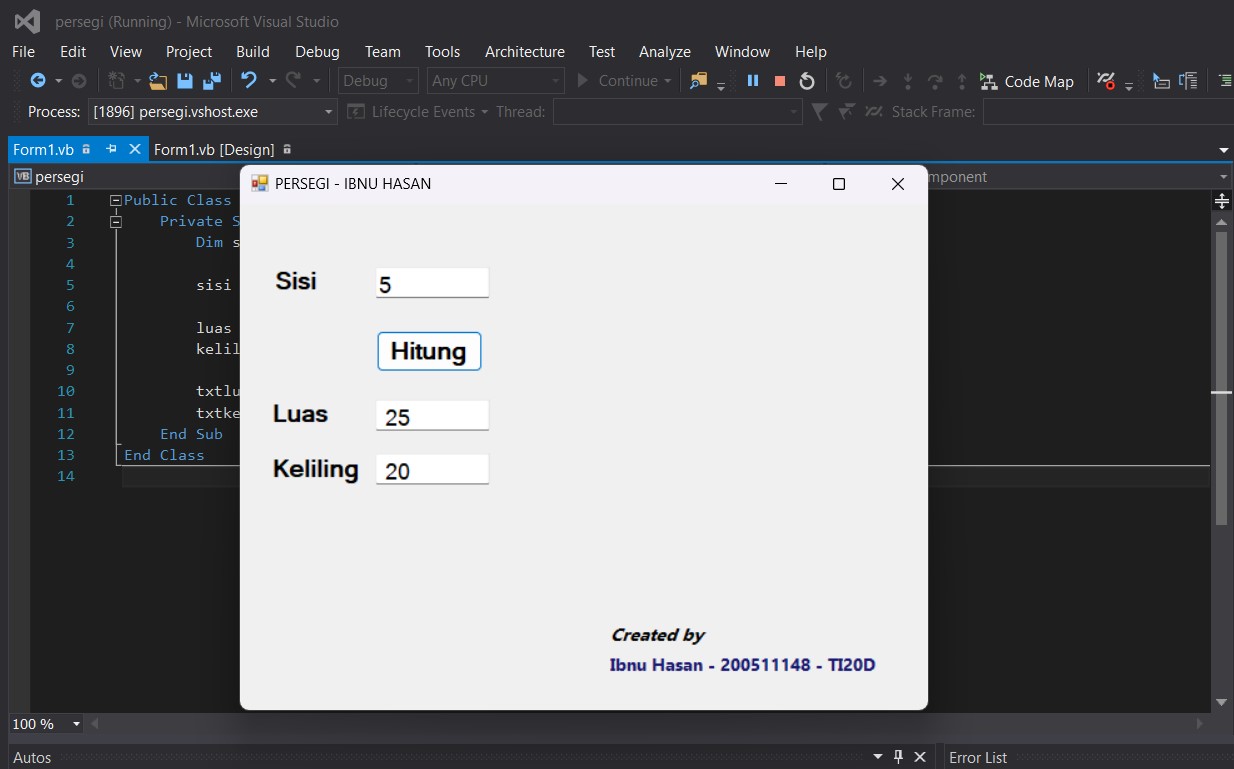 persegi (Running) - Microsoft Visual Studio
File Edit View Project Build Debug Team Tools Architecture Test Analyze Window Help
Debug Any CPU Continue Code Map
Process: [1896] persegi.vshost.exe Lifecycle Events Thread: Stack Frame:
Form1.vb Form1.vb [Design]
VB persegi
PERSEGI - IBNU HASAN
1 Public Class
2 Private
3 Dim
4
5 sisi
6
7 luas
8
9
10
11
12 End Sub
13 End Class
14
Sisi 5
Hitung
Luas 25
Keliling 20
Created by
Ibnu Hasan - 200511148 - TI20D
100 %
Autos Error List